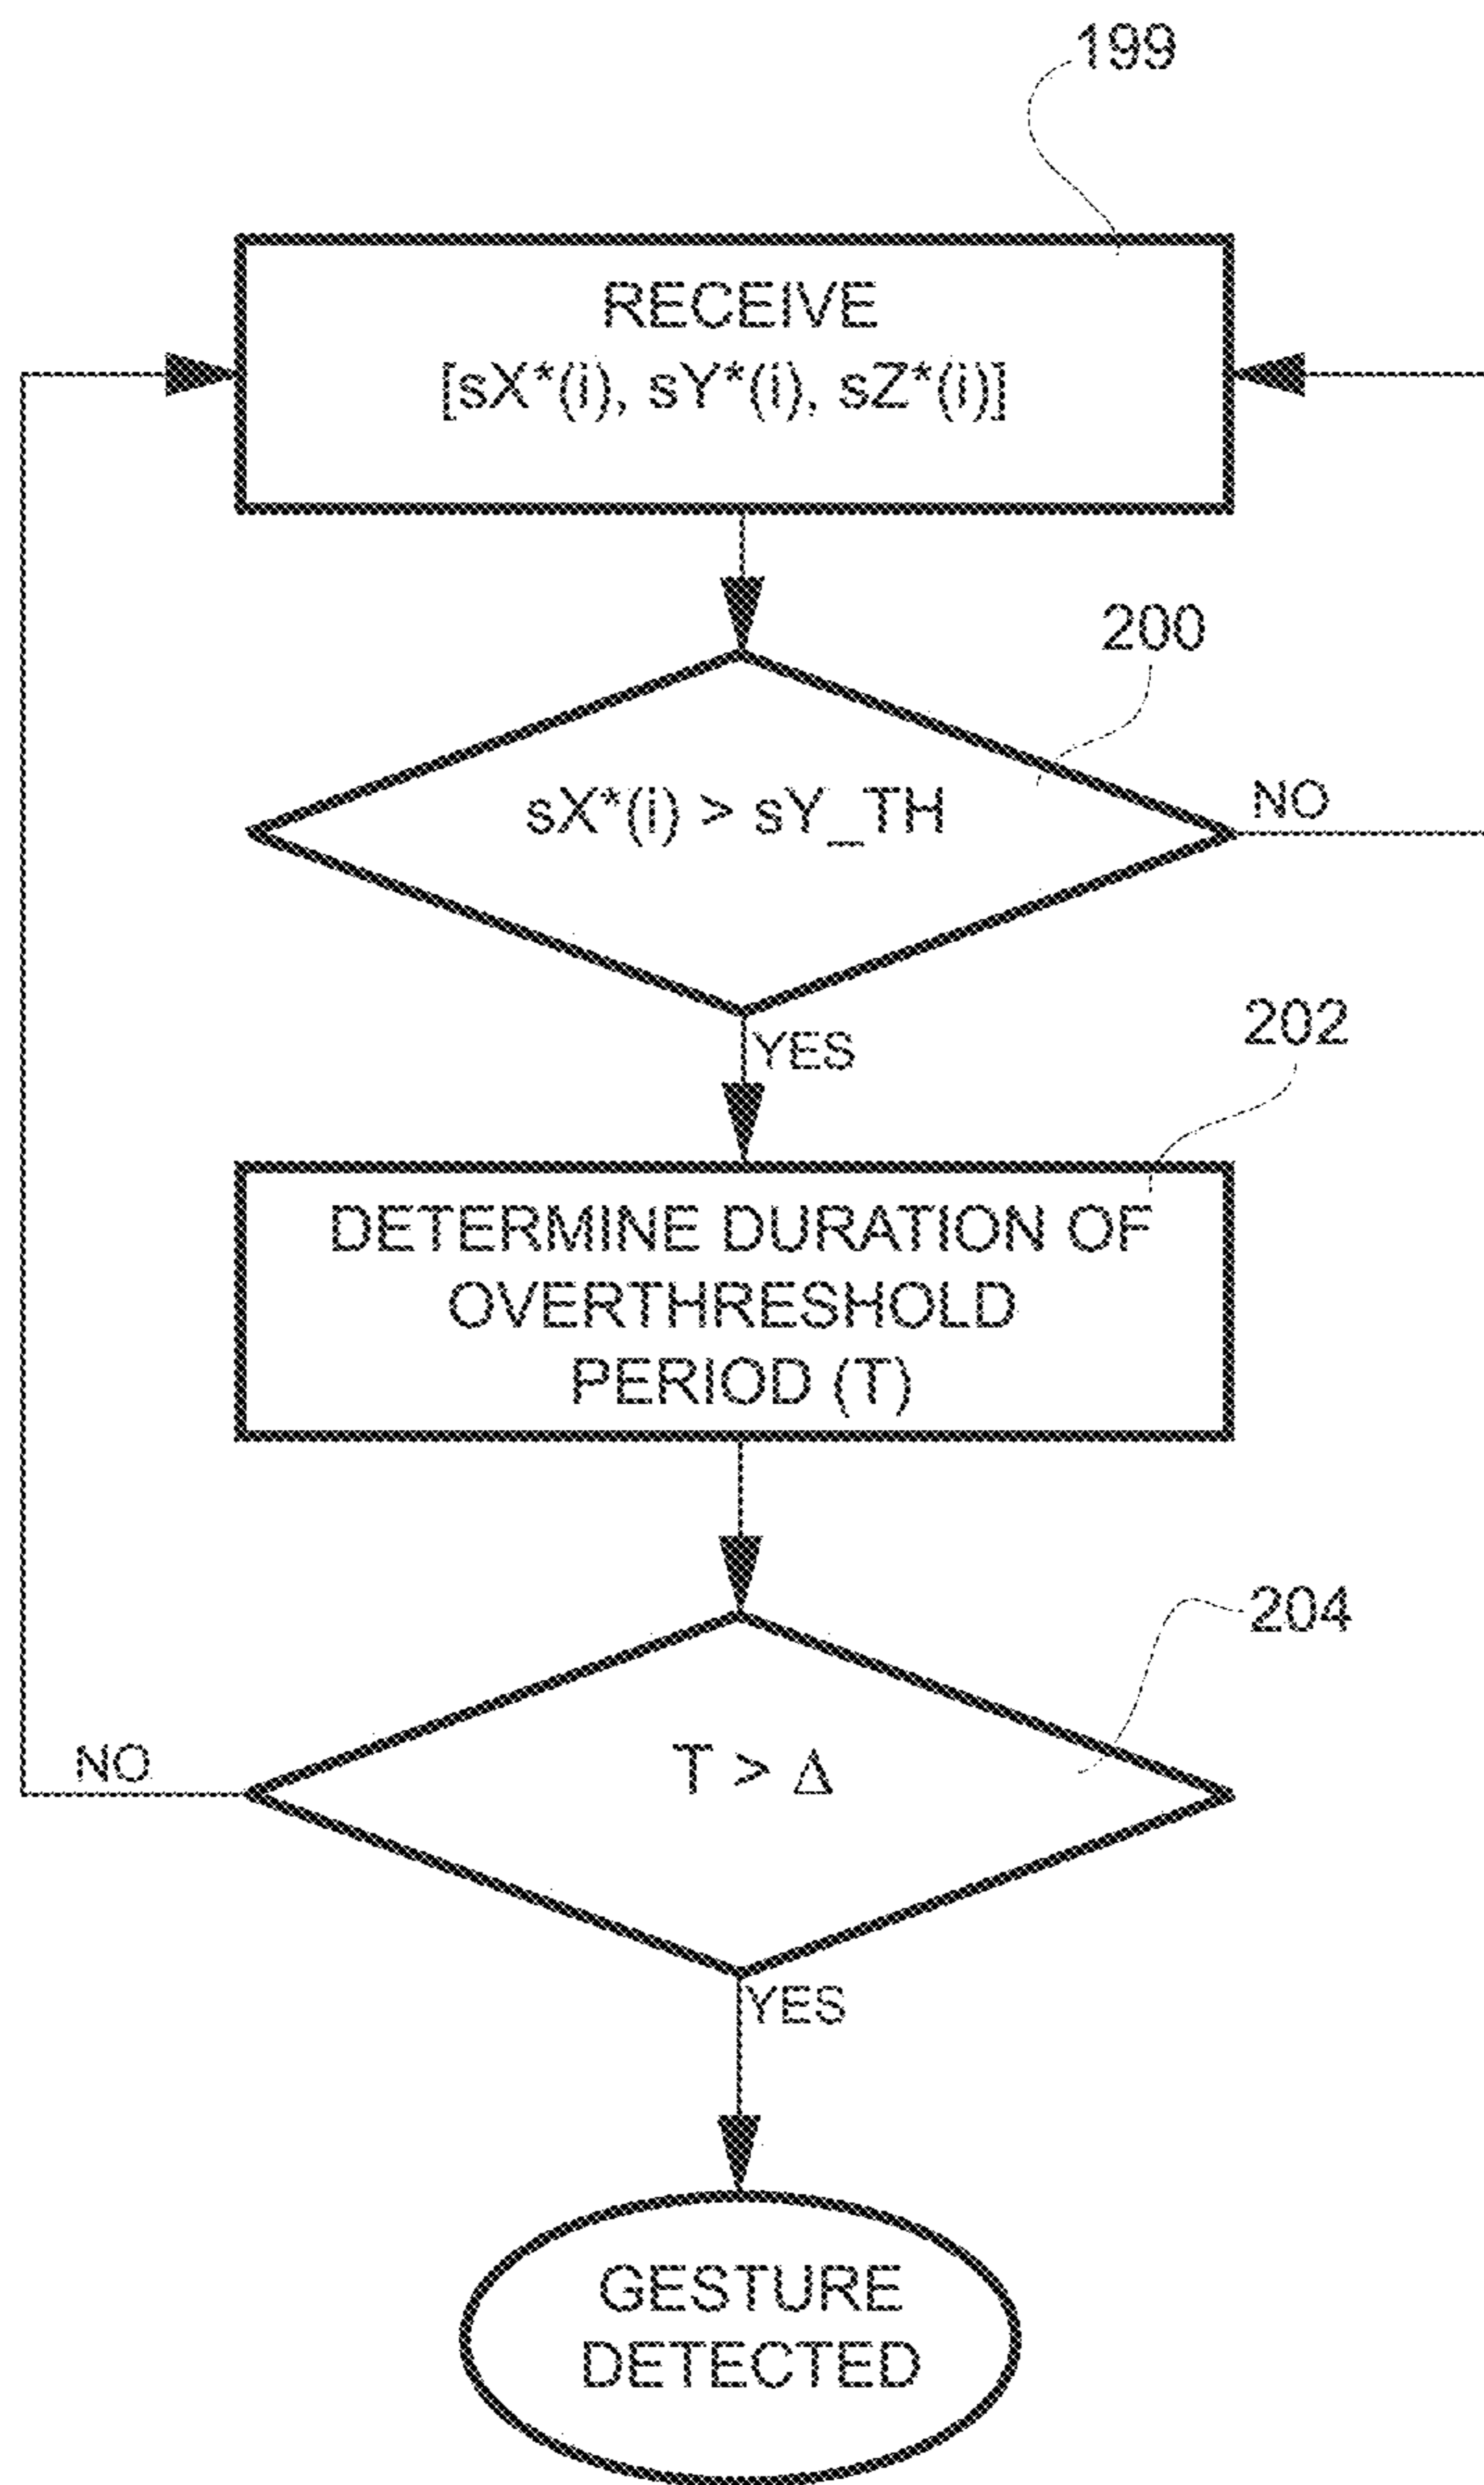 199
RECEIVE
[sX*(i), sY*(i), sZ*(i)]
200
sX*(i) > sY_TH
NO
YES
202
DETERMINE DURATION OF
OVERTHRESHOLD
PERIOD (T)
204
T > Δ
NO
YES
GESTURE
DETECTED